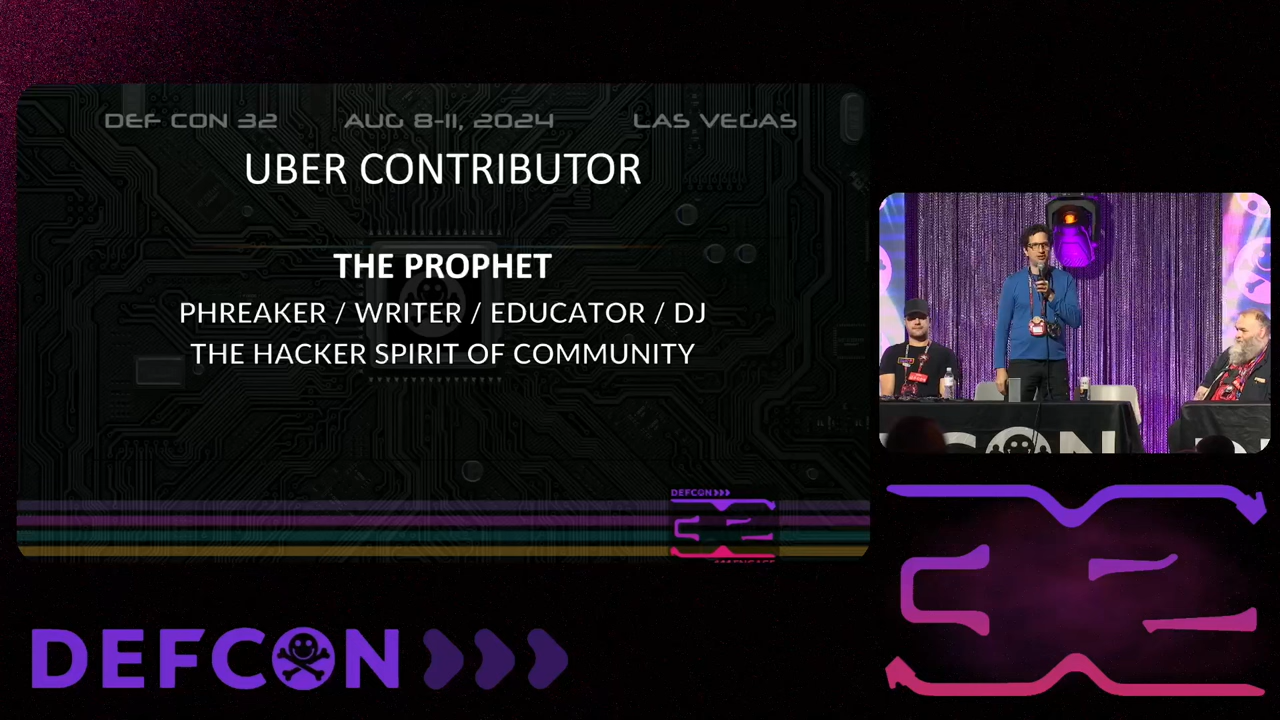 DEF CON 32 AUG 8-11, 2024 LAS VEGAS
UBER CONTRIBUTOR
THE PROPHET
PHREAKER / WRITER / EDUCATOR / DJ
THE HACKER SPIRIT OF COMMUNITY
DEFCON
DEFCON